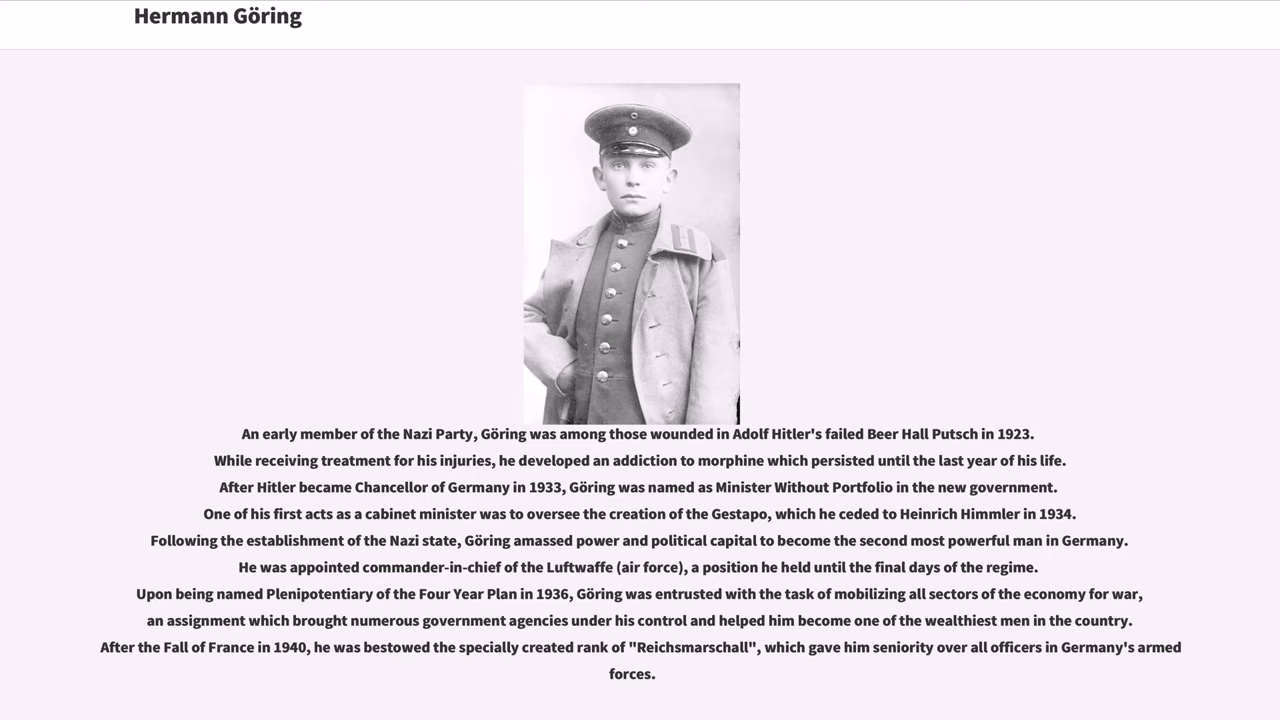 Hermann Göring
An early member of the Nazi Party, Göring was among those wounded in Adolf Hitler's failed Beer Hall Putsch in 1923.
While receiving treatment for his injuries, he developed an addiction to morphine which persisted until the last year of his life.
After Hitler became Chancellor of Germany in 1933, Göring was named as Minister Without Portfolio in the new government.
One of his first acts as a cabinet minister was to oversee the creation of the Gestapo, which he ceded to Heinrich Himmler in 1934.
Following the establishment of the Nazi state, Göring amassed power and political capital to become the second most powerful man in Germany.
He was appointed commander-in-chief of the Luftwaffe (air force), a position he held until the final days of the regime.
Upon being named Plenipotentiary of the Four Year Plan in 1936, Göring was entrusted with the task of mobilizing all sectors of the economy for war,
an assignment which brought numerous government agencies under his control and helped him become one of the wealthiest men in the country.
After the Fall of France in 1940, he was bestowed the specially created rank of "Reichsmarschall", which gave him seniority over all officers in Germany's armed
forces.